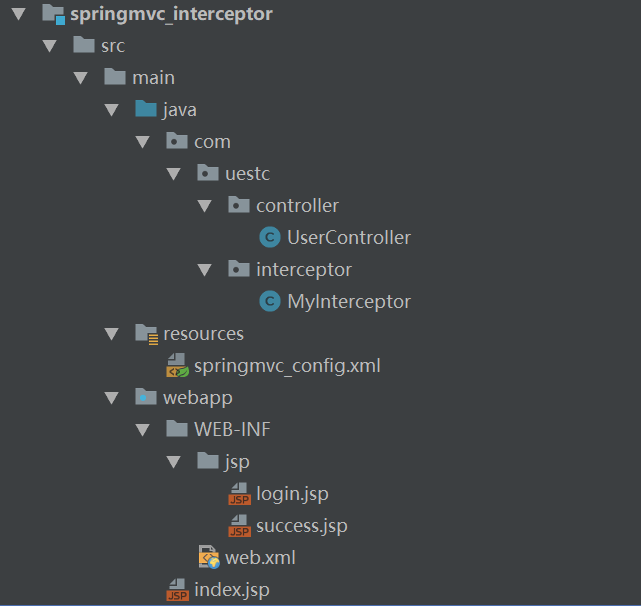 springmvc_interceptor
src
main
java
com
uestc
controller
C UserController
interceptor
C MyInterceptor
resources
springmvc_config.xml
webapp
WEB-INF
jsp
JSP login.jsp
JSP success.jsp
web.xml
JSP index.jsp